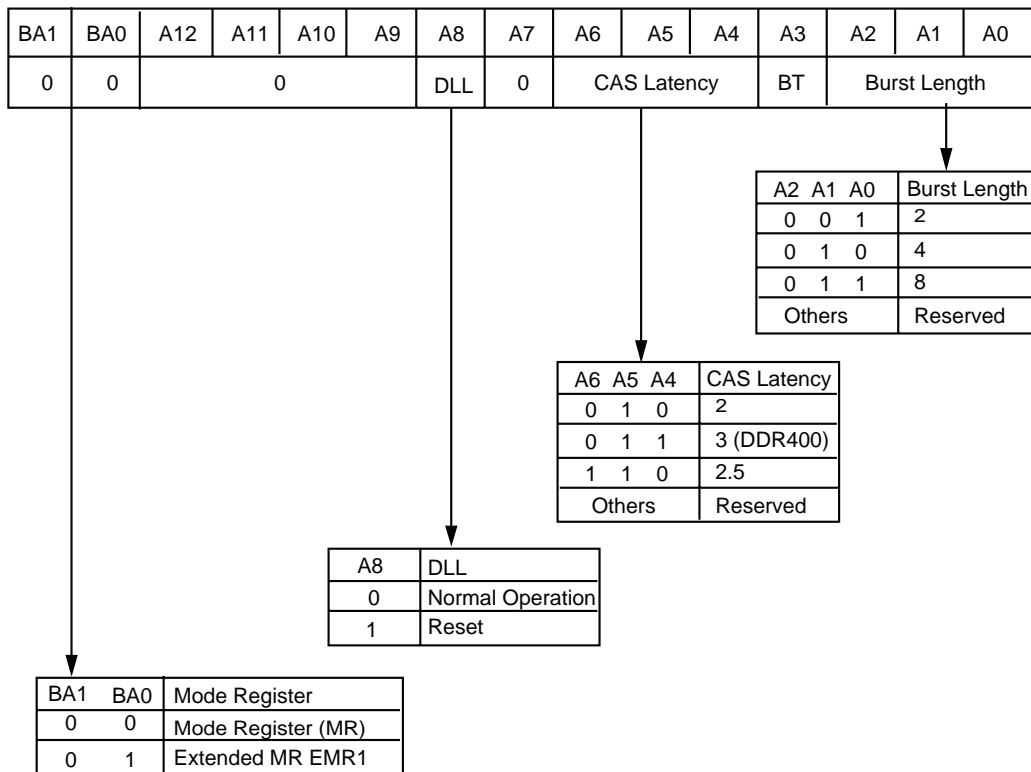 BA1 BA0 A12 A11 A10 A9 A8 A7 A6 A5 A4 A3 A2 A1 A0
0 0 0 DLL 0 CAS Latency BT Burst Length
A2 A1 A0 Burst Length
0 0 1 2
0 1 0 4
0 1 1 8
Others Reserved
A6 A5 A4 CAS Latency
0 1 0 2
0 1 1 3 (DDR400)
1 1 0 2.5
Others Reserved
A8 DLL
0 Normal Operation
1 Reset
BA1 BA0 Mode Register
0 0 Mode Register (MR)
0 1 Extended MR EMR1